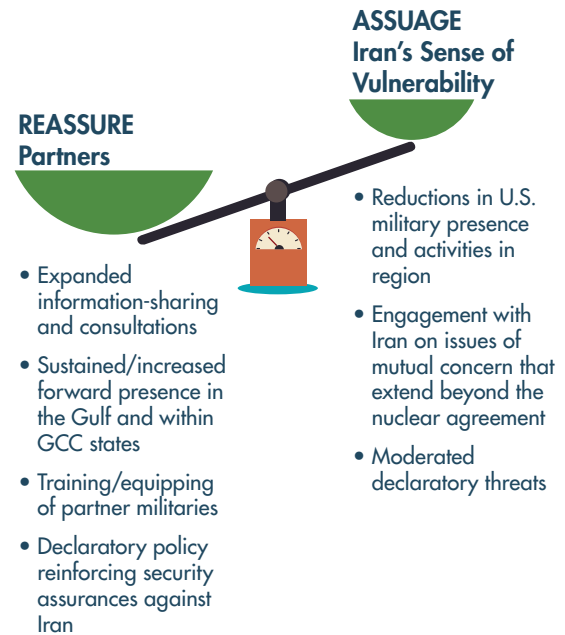 REASSURE
Partners
• Expanded
information-sharing
and consultations
• Sustained/increased
forward presence in
the Gulf and within
GCC states
• Training/equipping
of partner militaries
• Declaratory policy
reinforcing security
assurances against
Iran
ASSUAGE
Iran’s Sense of
Vulnerability
• Reductions in U.S.
military presence
and activities in
region
• Engagement with
Iran on issues of
mutual concern that
extend beyond the
nuclear agreement
• Moderated
declaratory threats